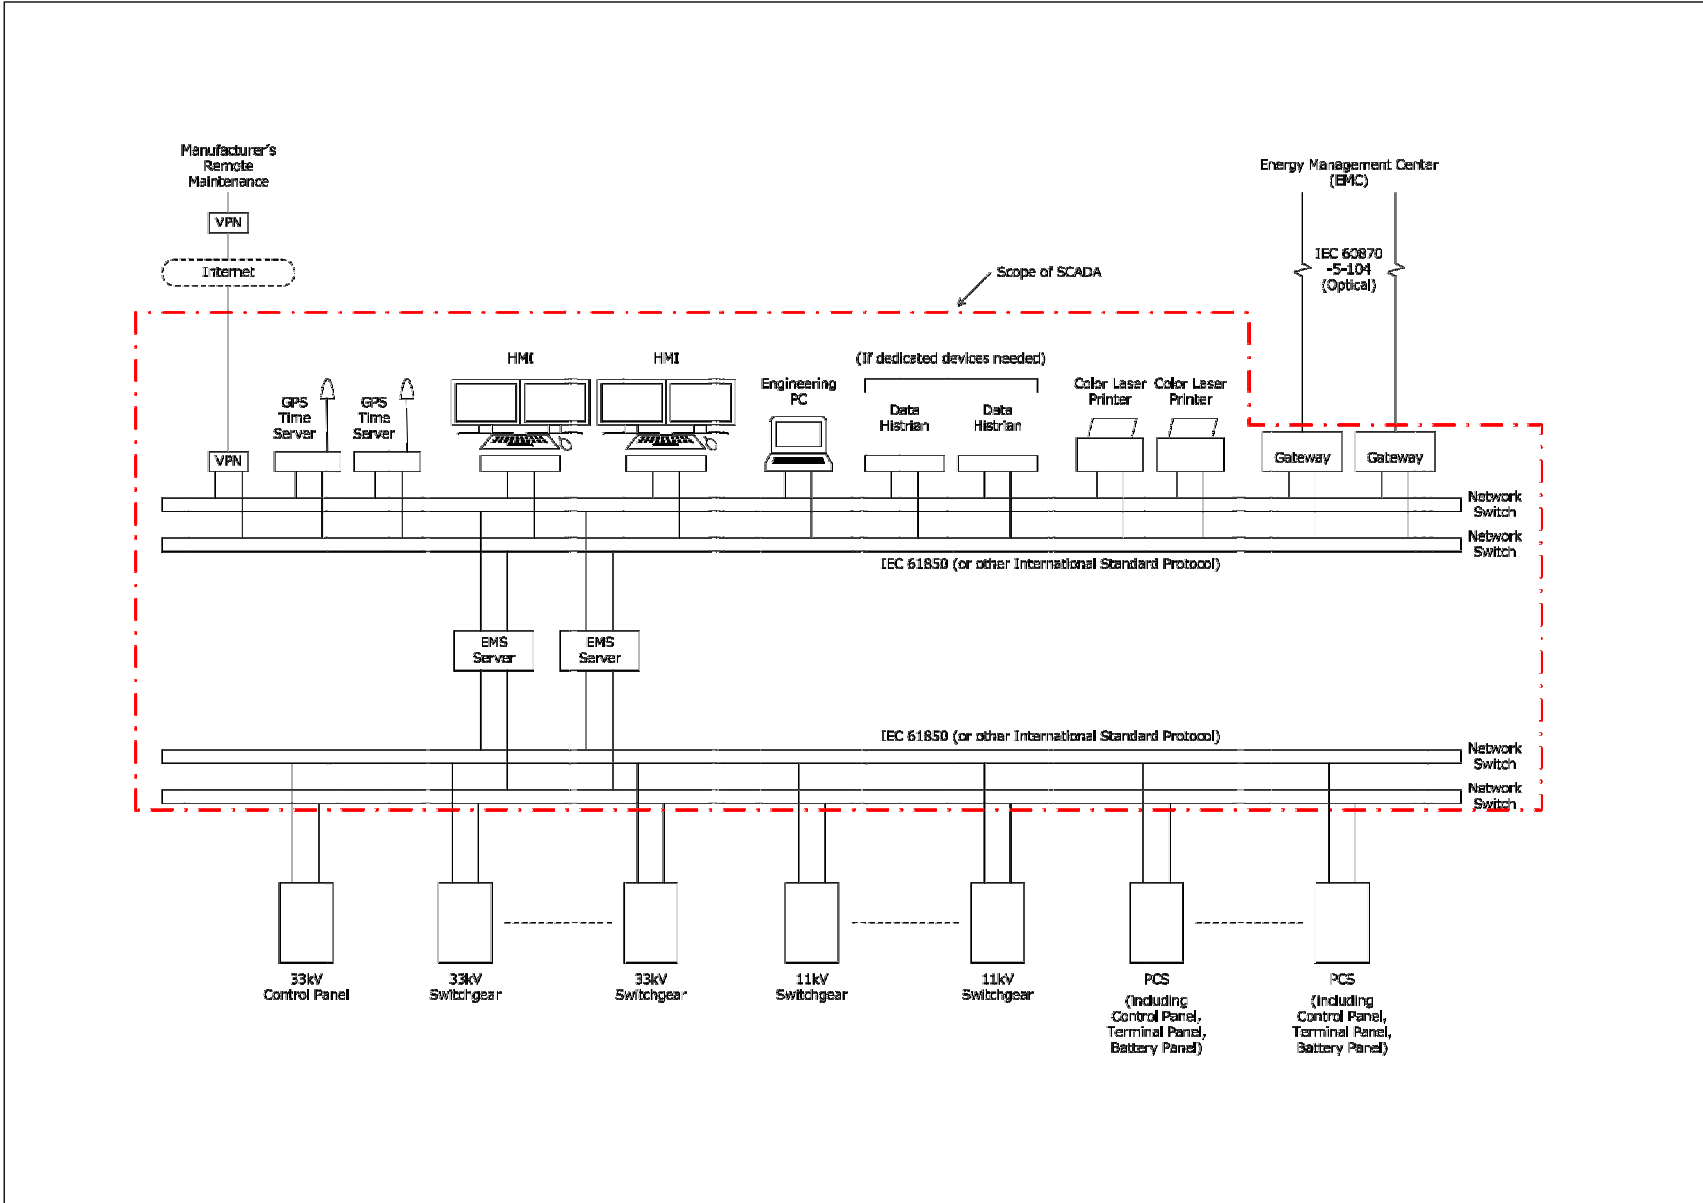 Manufacturer's
Remote
Maintenance
VPN
Internet
Energy Management Center
(EMC)
IEC 60870
-5-104
(Optical)
Scope of SCADA
HMI
HMI
(If dedicated devices needed)
GPS
Time
Server
GPS
Time
Server
Engineering
PC
Data
Histrian
Data
Histrian
Color Laser
Printer
Color Laser
Printer
VPN
Gateway
Gateway
Network
Switch
Network
Switch
IEC 61850 (or other International Standard Protocol)
EMS
Server
EMS
Server
IEC 61850 (or other International Standard Protocol)
Network
Switch
Network
Switch
33kV
Control Panel
33kV
Switchgear
33kV
Switchgear
11kV
Switchgear
11kV
Switchgear
PCS
(including
Control Panel,
Terminal Panel,
Battery Panel)
PCS
(including
Control Panel,
Terminal Panel,
Battery Panel)